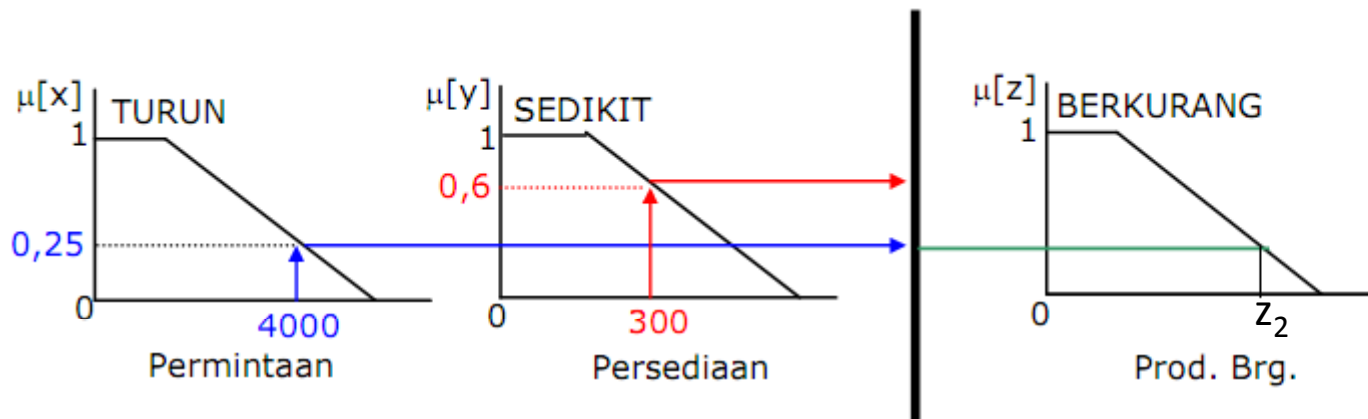 μ[x]
TURUN
1
0,25
0
4000
Permintaan
μ[y]
SEDIKIT
1
0,6
0
300
Persediaan
μ[z]
BERKURANG
1
0
z₂
Prod. Brg.